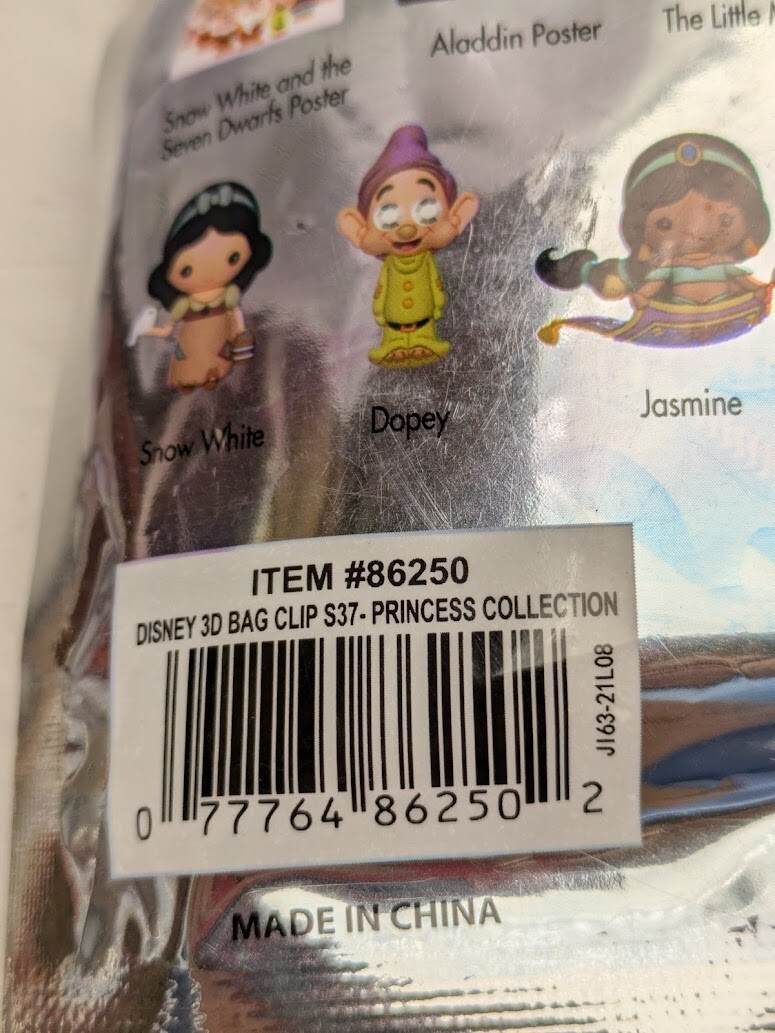 Aladdin Poster
The Little
Snow White and the
Seven Dwarfs Poster
Snow White
Dopey
Jasmine
ITEM #86250
DISNEY 3D BAG CLIP S37- PRINCESS COLLECTION
JI63-21L08
0 77764 86250 2
MADE IN CHINA